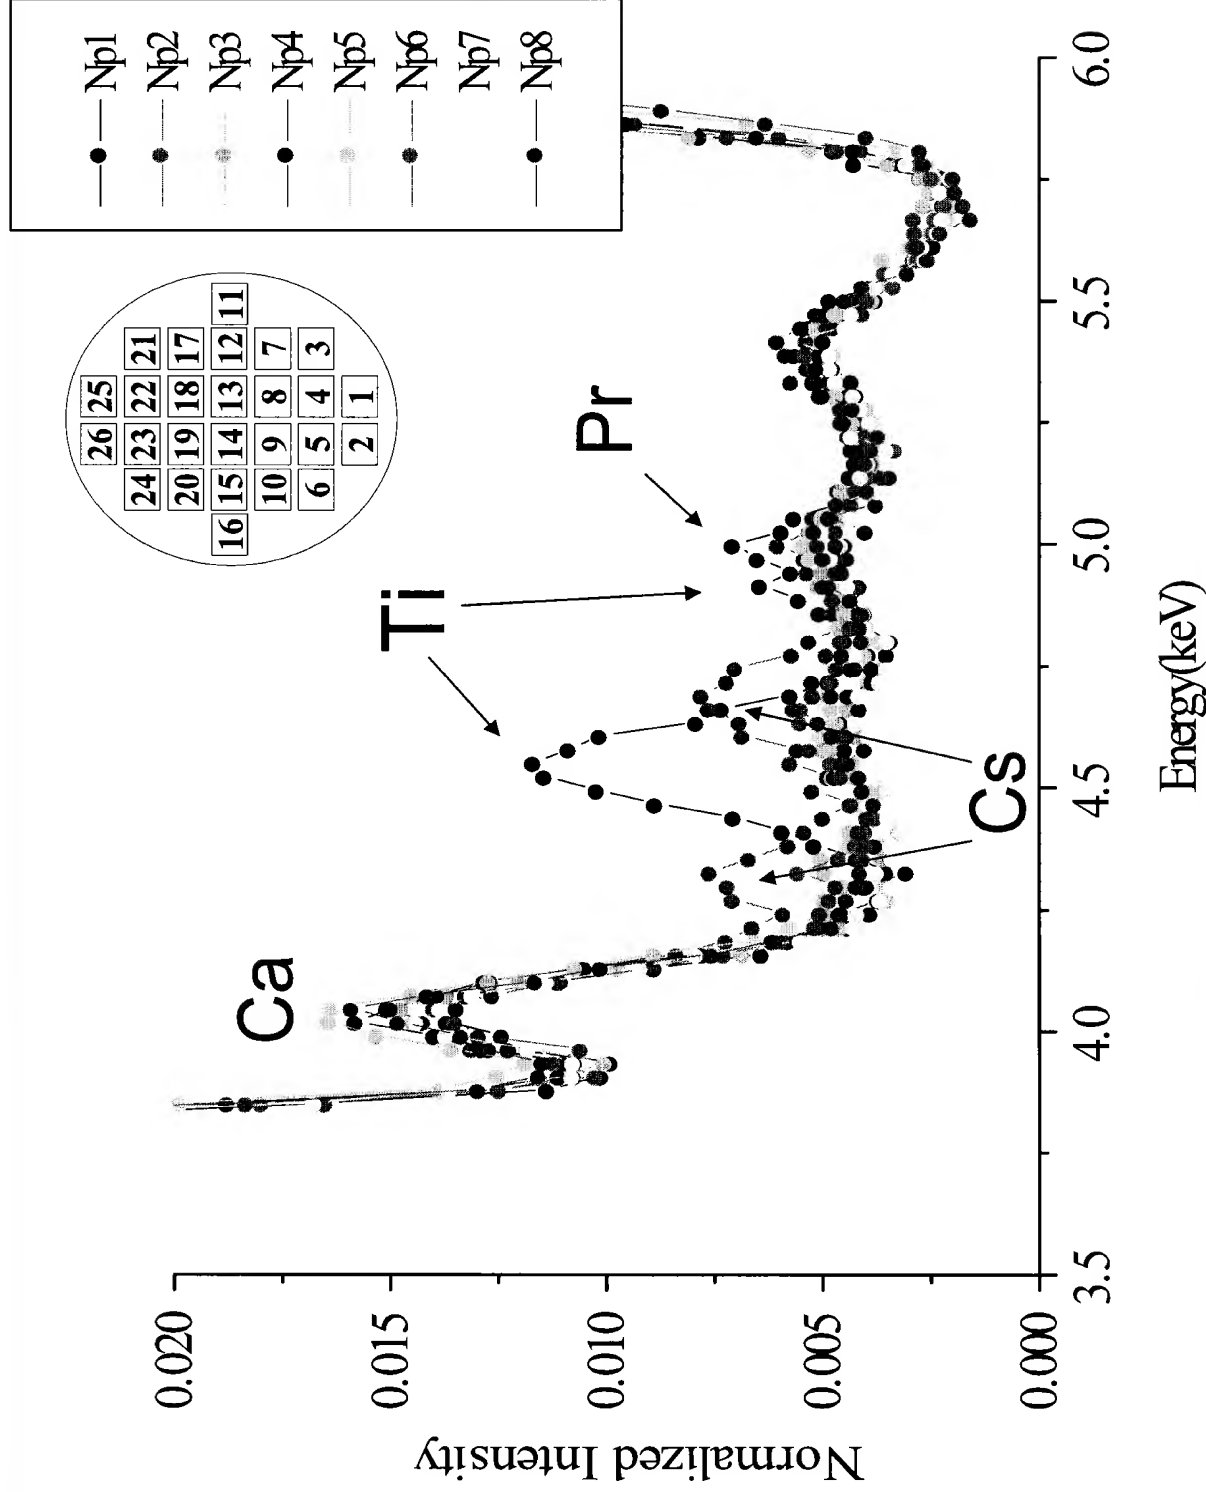 Np1
Np2
Np3
Np4
Np5
Np6
Np7
Np8
26 25
24 23 22 21
20 19 18 17
16 15 14 13 12 11
10 9 8 7
6 5 4 3
2 1
Ca
Ti
Pr
Cs
0.020
0.015
0.010
0.005
0.000
Normalized Intensity
3.5 4.0 4.5 5.0 5.5 6.0
Energy(keV)